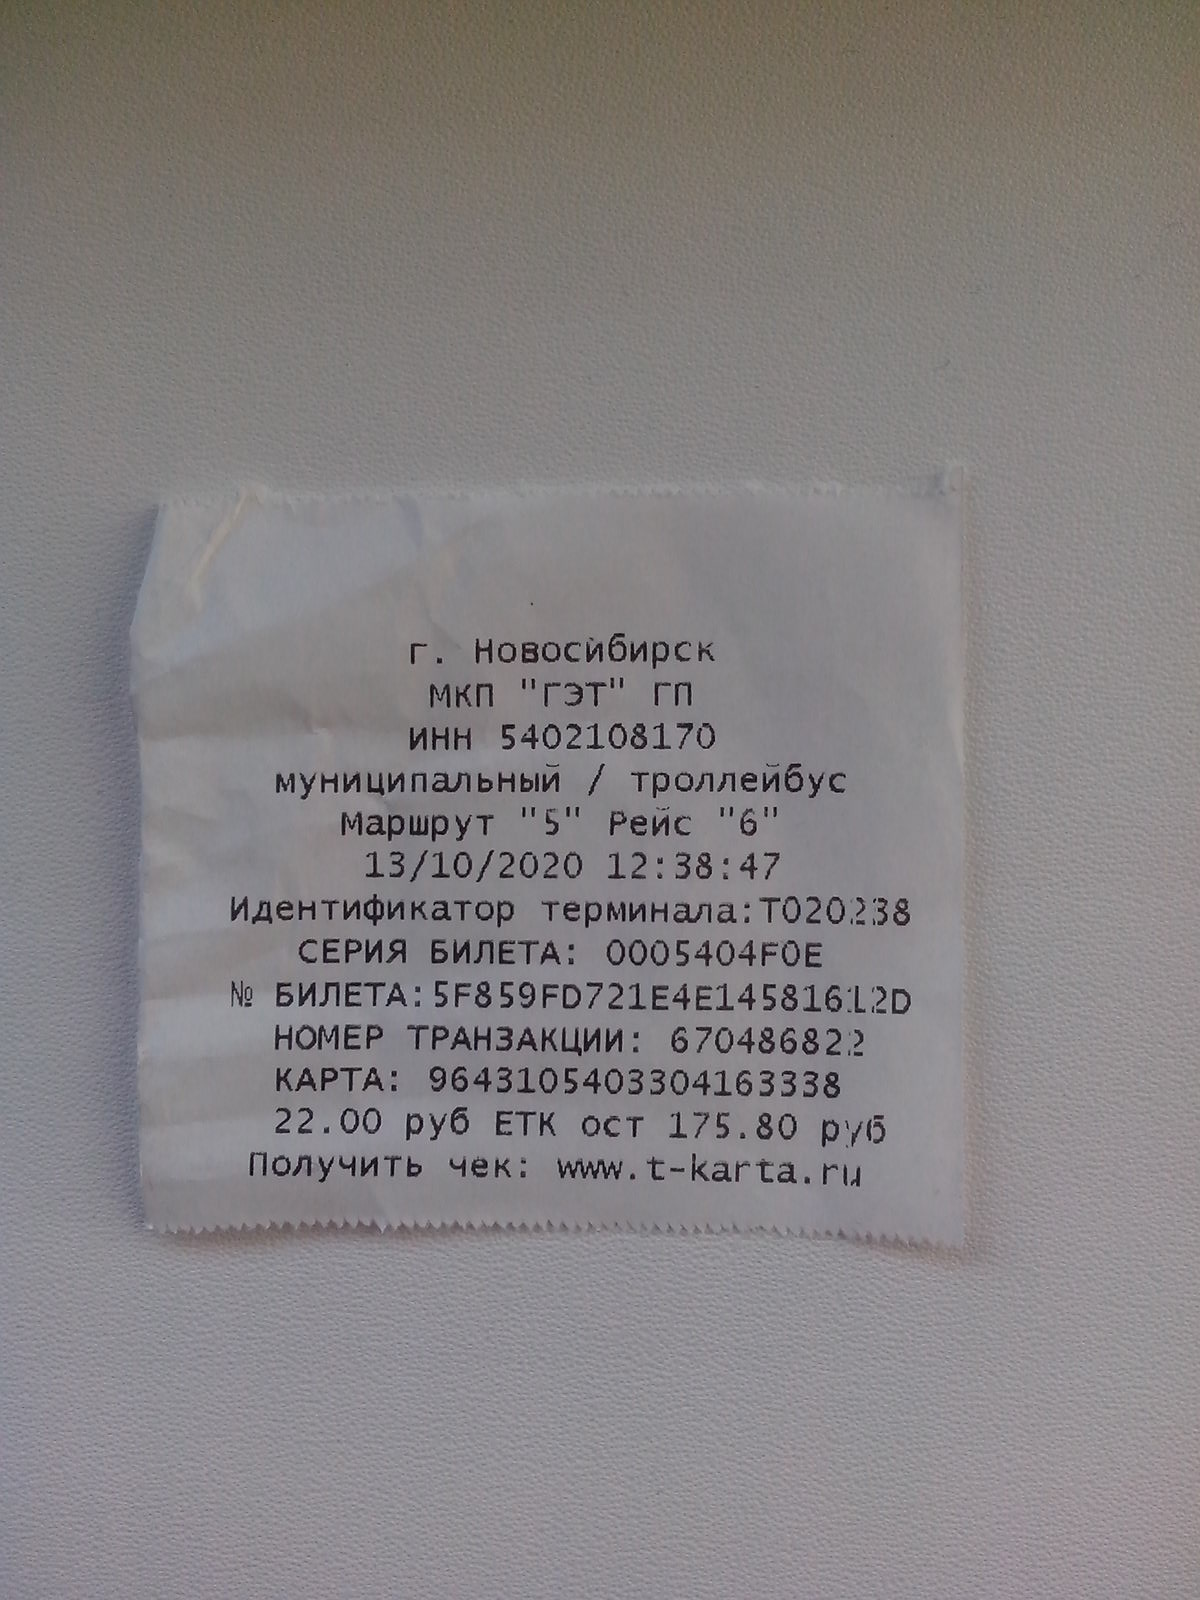 г. Новосибирск
МКП "ГЭТ" ГП
ИНН 5402108170
муниципальный / троллейбус
Маршрут "5" Рейс "6"
13/10/2020 12:38:47
Идентификатор терминала:T020238
СЕРИЯ БИЛЕТА: 0005404F0E
№ БИЛЕТА:5F859FD721E4E14581612D
НОМЕР ТРАНЗАКЦИИ: 670486822
КАРТА: 9643105403304163338
22.00 руб ЕТК ост 175.80 руб
Получить чек: www.t-karta.ru